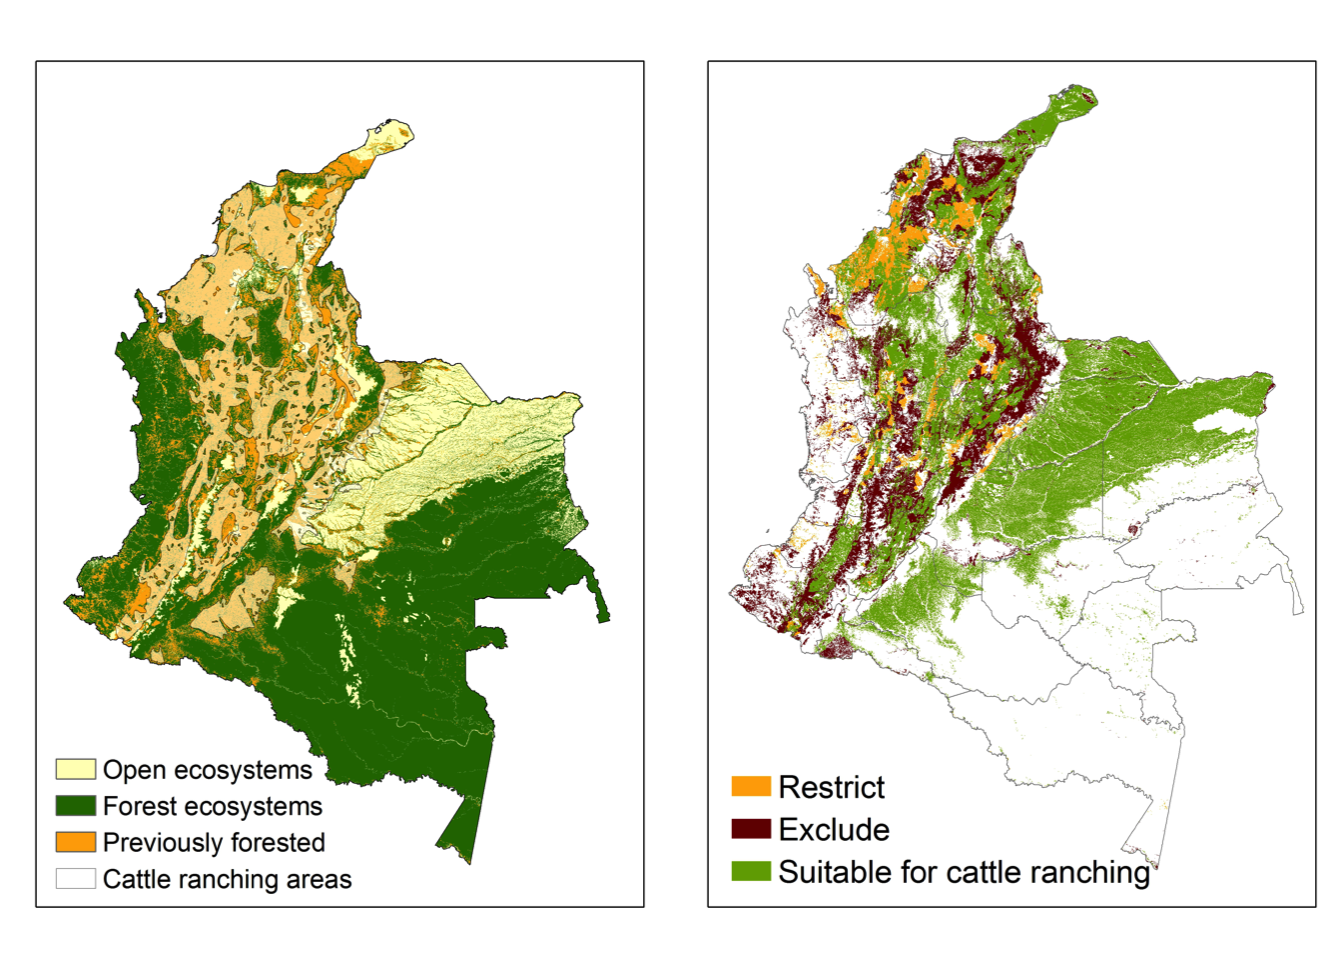 Open ecosystems
Forest ecosystems
Previously forested
Cattle ranching areas
Restrict
Exclude
Suitable for cattle ranching